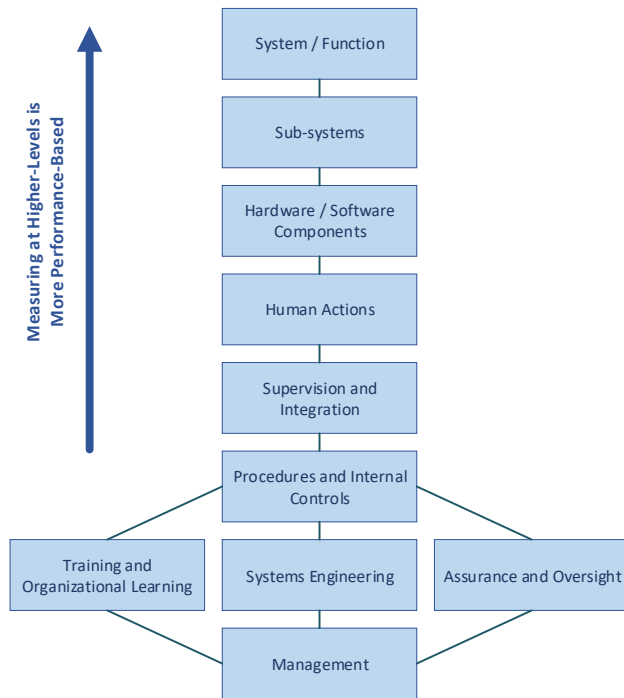 Measuring at Higher-Levels is
More Performance-Based
System / Function
Sub-systems
Hardware / Software
Components
Human Actions
Supervision and
Integration
Procedures and Internal
Controls
Training and
Organizational Learning
Systems Engineering
Assurance and Oversight
Management